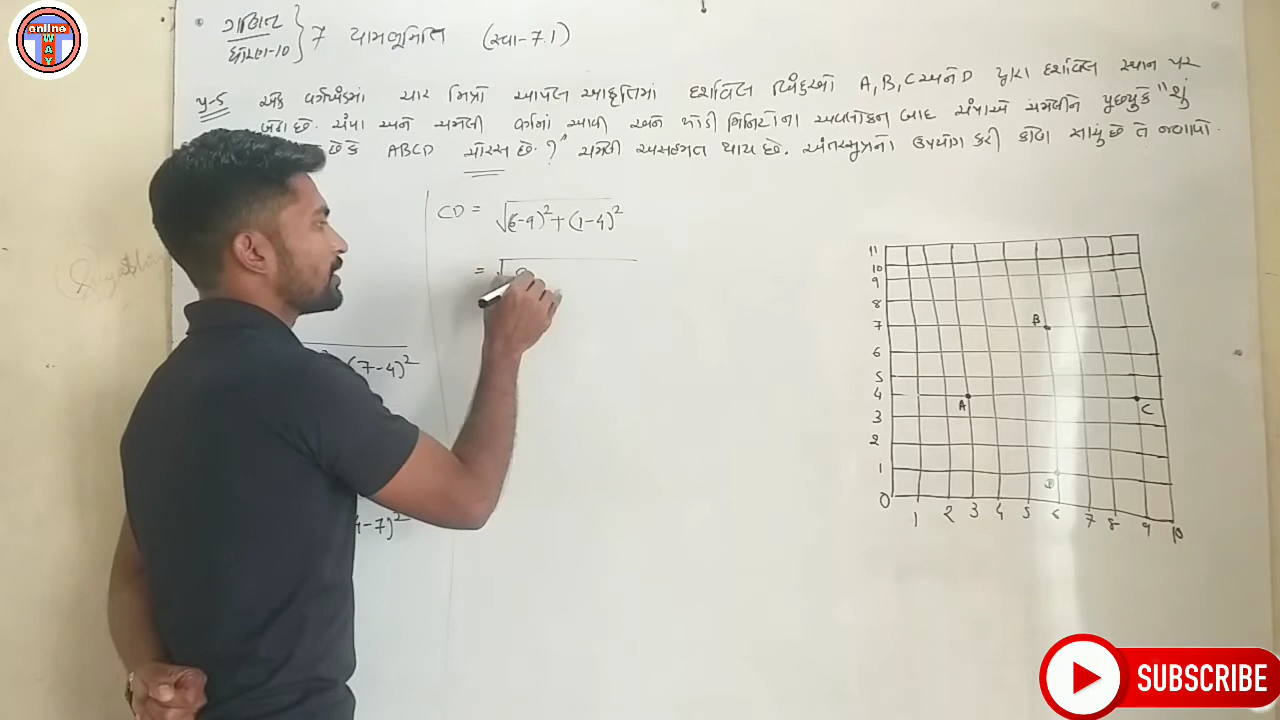 online
T
WAY
ગણિત
ધોરણ-10 } 7 યામભૂમિતિ (સ્વા-7.1)
પ્ર-5 એક વર્ગખંડમાં ચાર મિત્રો આપેલ આકૃતિમાં દર્શાવેલ બિંદુઓ A, B, C અને D દ્વારા દર્શાવેલ સ્થાન પર
બેઠા છે. ચંપા અને ચમેલી વર્ગમાં આવી અને થોડી મિનિટોના અવલોકન બાદ ચંપાએ ચમેલીને પૂછ્યું કે "શું
છે કે ABCD ચોરસ છે.?" ચમેલી અસહમત થાય છે. અંતરસૂત્રનો ઉપયોગ કરી કોણ સાચું છે તે જણાવો.
CD = √(6-9)²+(1-4)²
= √
(7-4)²
-7)²
11
10
9
8
7 B
6
5
4 A C
3
2
1 D
0 1 2 3 4 5 6 7 8 9 10
SUBSCRIBE